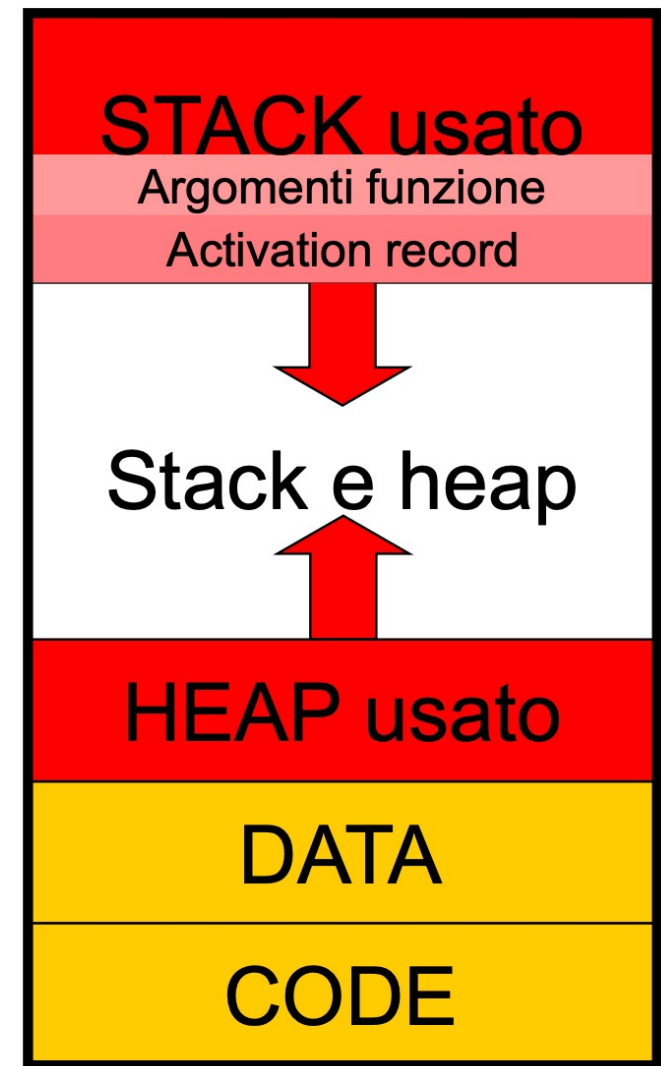 STACK usato
Argomenti funzione
Activation record
Stack e heap
HEAP usato
DATA
CODE